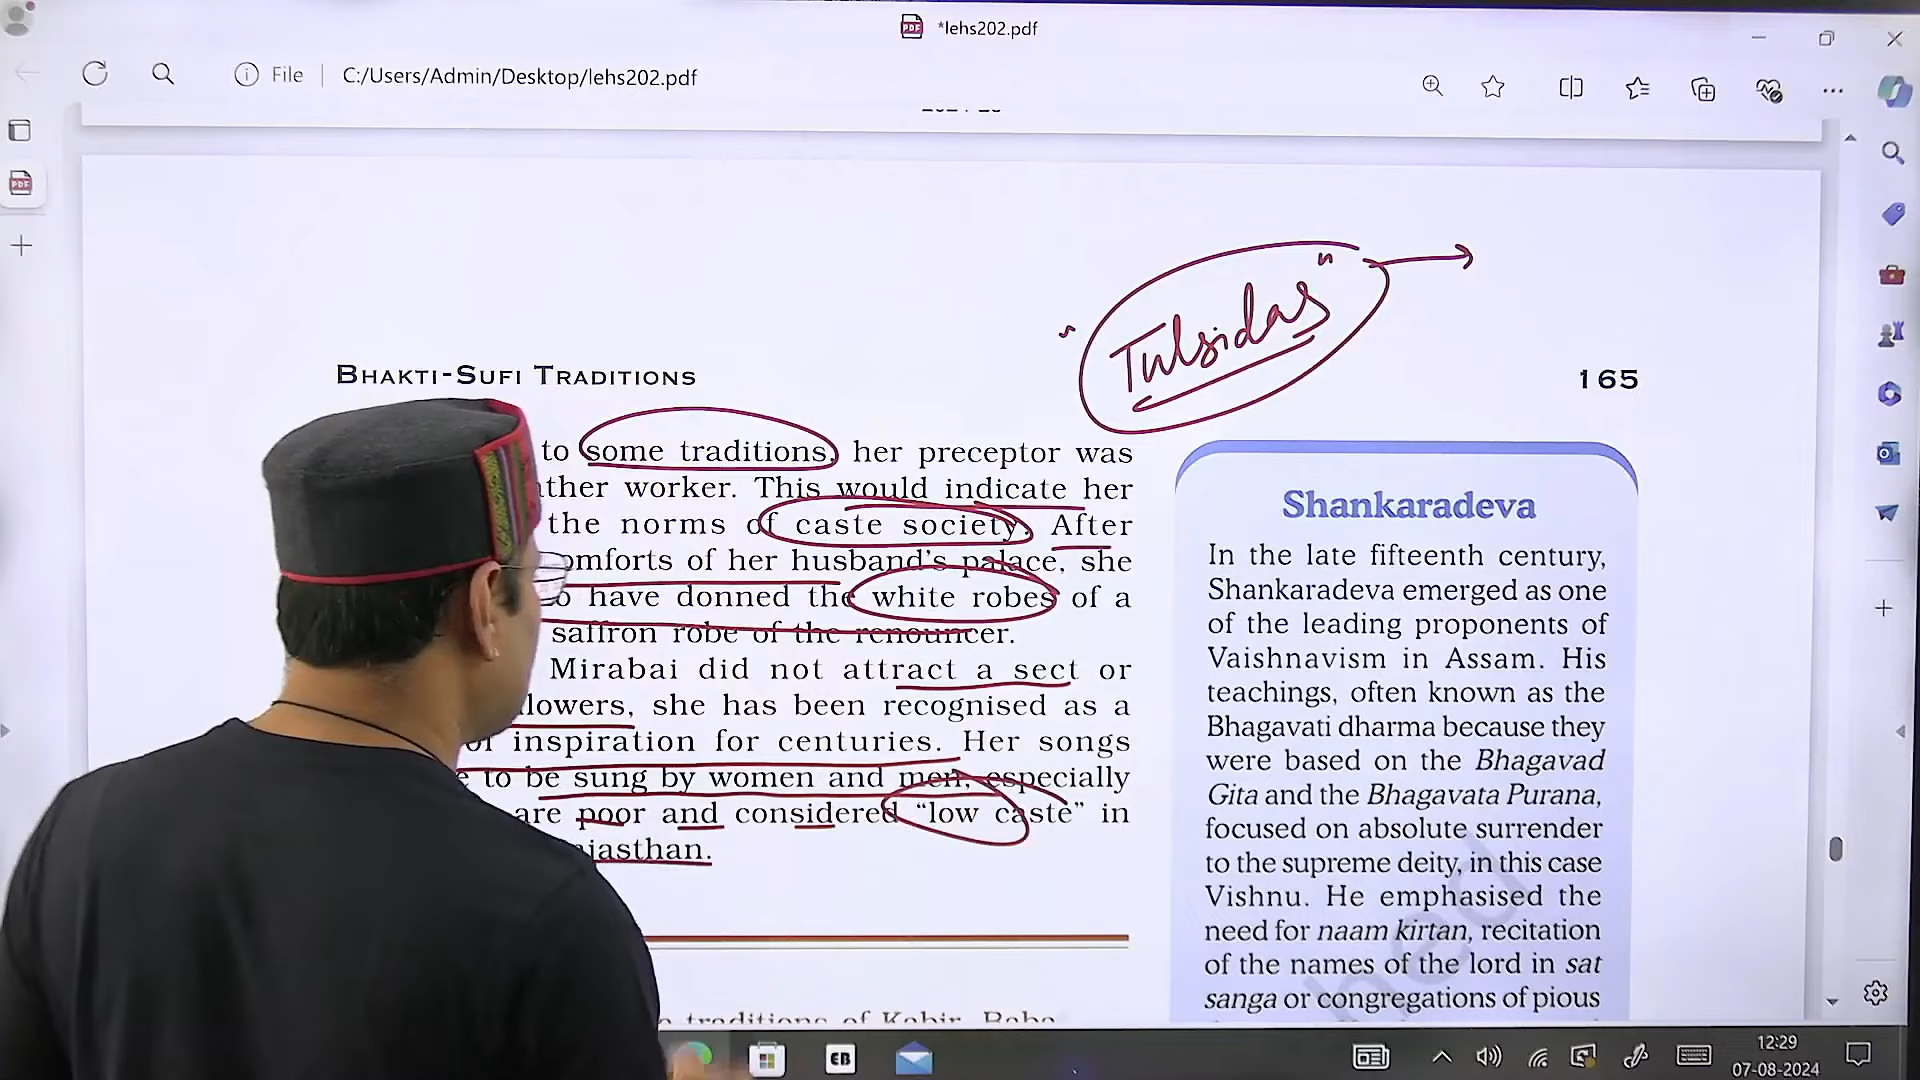 *lehs202.pdf
File
C:/Users/Admin/Desktop/lehs202.pdf
"Tulsidas"
BHAKTI-SUFI TRADITIONS
165
to some traditions, her preceptor was
ather worker. This would indicate her
the norms of caste society. After
omforts of her husband's palace, she
o have donned the white robes of a
saffron robe of the renouncer.
Mirabai did not attract a sect or
llowers, she has been recognised as a
of inspiration for centuries. Her songs
e to be sung by women and men, especially
are poor and considered "low caste" in
jasthan.
traditions of Kabir, Baba
Shankaradeva
In the late fifteenth century,
Shankaradeva emerged as one
of the leading proponents of
Vaishnavism in Assam. His
teachings, often known as the
Bhagavati dharma because they
were based on the Bhagavad
Gita and the Bhagavata Purana,
focused on absolute surrender
to the supreme deity, in this case
Vishnu. He emphasised the
need for naam kirtan, recitation
of the names of the lord in sat
sanga or congregations of pious
EB
12:29
07-08-2024